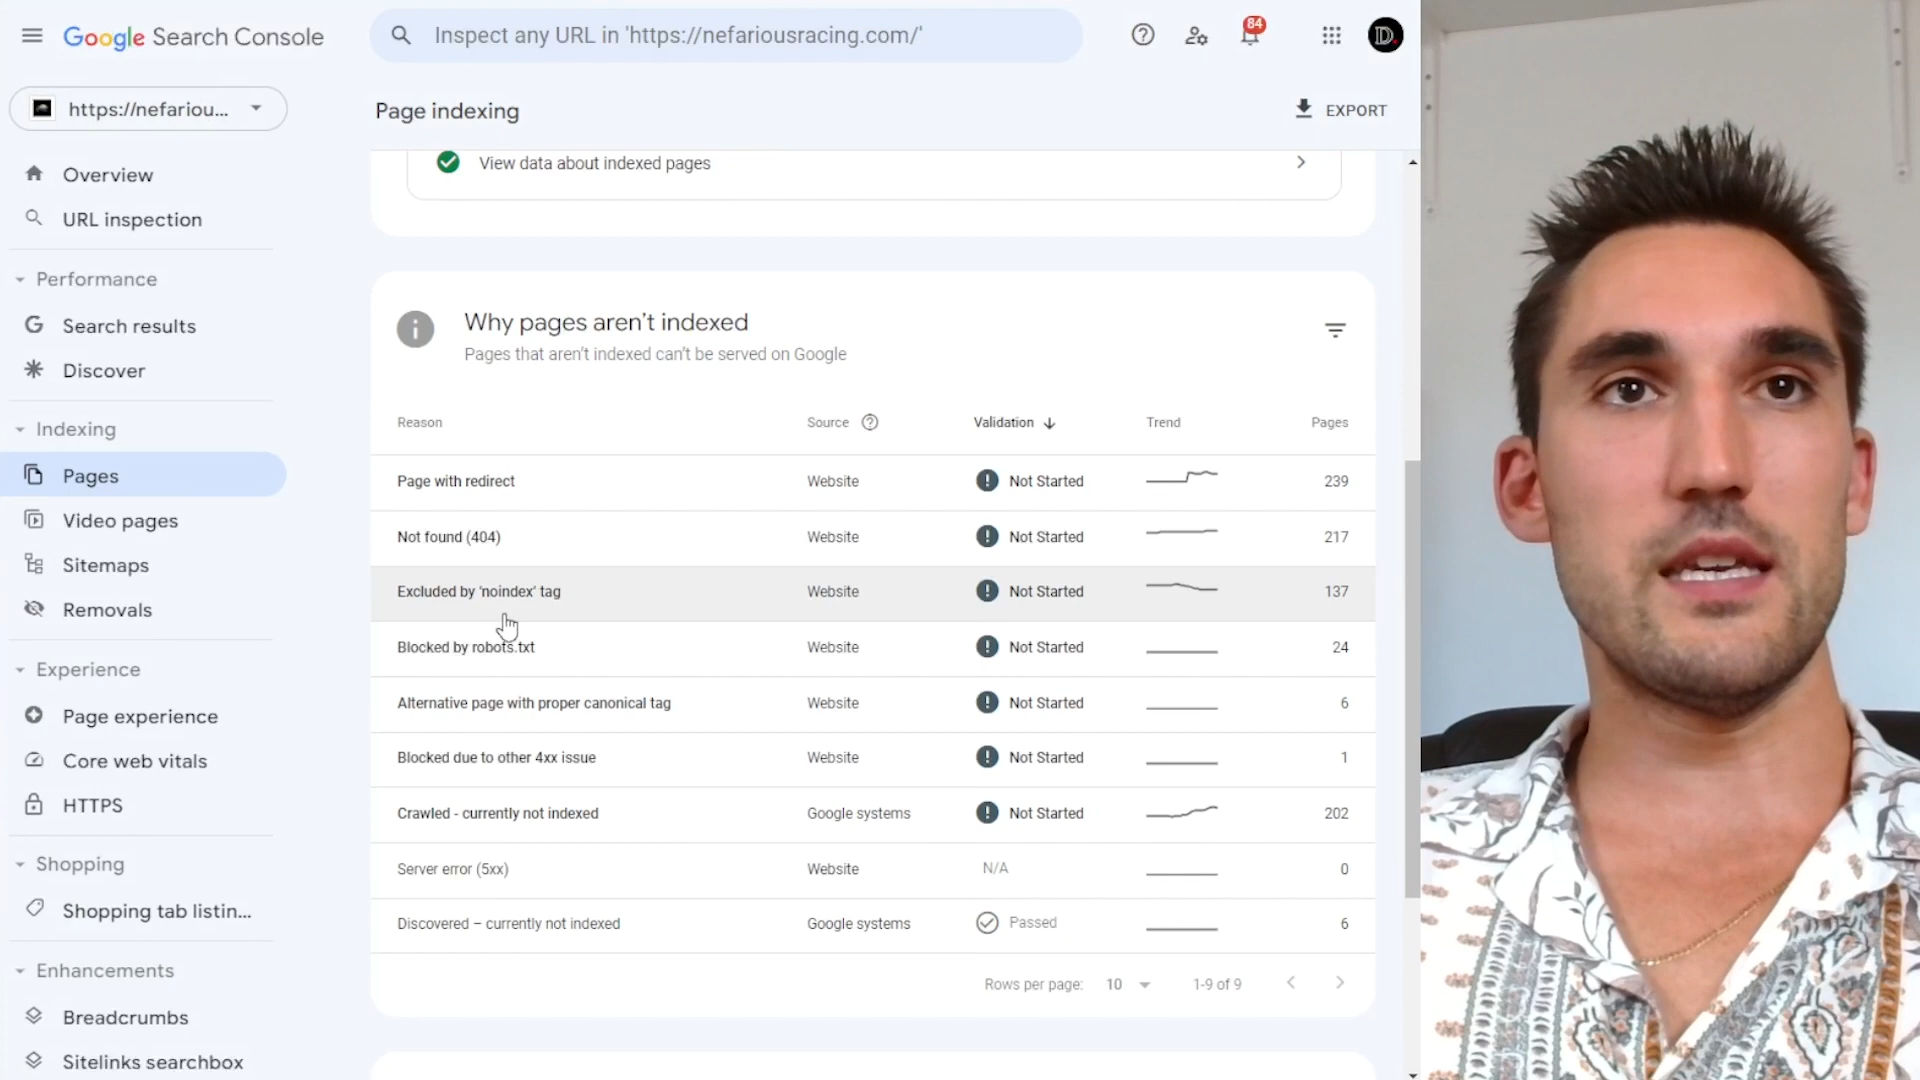 Google Search Console
Inspect any URL in 'https://nefariousracing.com/'
84
D.
https://nefariou...
Page indexing
EXPORT
View data about indexed pages
Overview
URL inspection
Performance
Search results
Discover
Indexing
Pages
Video pages
Sitemaps
Removals
Experience
Page experience
Core web vitals
HTTPS
Shopping
Shopping tab listin...
Enhancements
Breadcrumbs
Sitelinks searchbox
Why pages aren't indexed
Pages that aren't indexed can't be served on Google
Reason Source Validation Trend Pages
Page with redirect Website Not Started 239
Not found (404) Website Not Started 217
Excluded by 'noindex' tag Website Not Started 137
Blocked by robots.txt Website Not Started 24
Alternative page with proper canonical tag Website Not Started 6
Blocked due to other 4xx issue Website Not Started 1
Crawled - currently not indexed Google systems Not Started 202
Server error (5xx) Website N/A 0
Discovered – currently not indexed Google systems Passed 6
Rows per page: 10 1-9 of 9